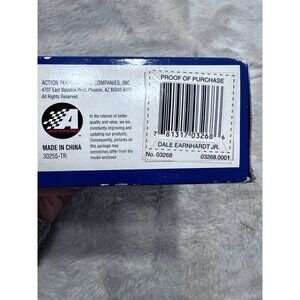 ACTION PERFORMANCE COMPANIES, INC
4707 East Baseline Road, Phoenix, AZ 85042-6431
All Rights Reserved
A
In the interest of better
quality and value, we are
constantly improving and
updating our products.
Consequently, pictures on
this package may
sometimes differ from the
model enclosed.
MADE IN CHINA
30255-TR
PROOF OF PURCHASE
7 81317 03268 6
DALE EARNHARDT JR.
No. 03268
03268.0001